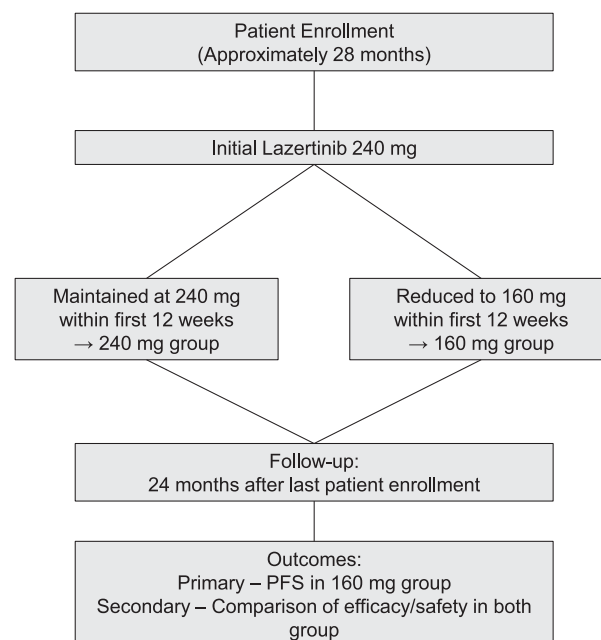 Patient Enrollment
(Approximately 28 months)
Initial Lazertinib 240 mg
Maintained at 240 mg
within first 12 weeks
→ 240 mg group
Reduced to 160 mg
within first 12 weeks
→ 160 mg group
Follow-up:
24 months after last patient enrollment
Outcomes:
Primary – PFS in 160 mg group
Secondary – Comparison of efficacy/safety in both
group